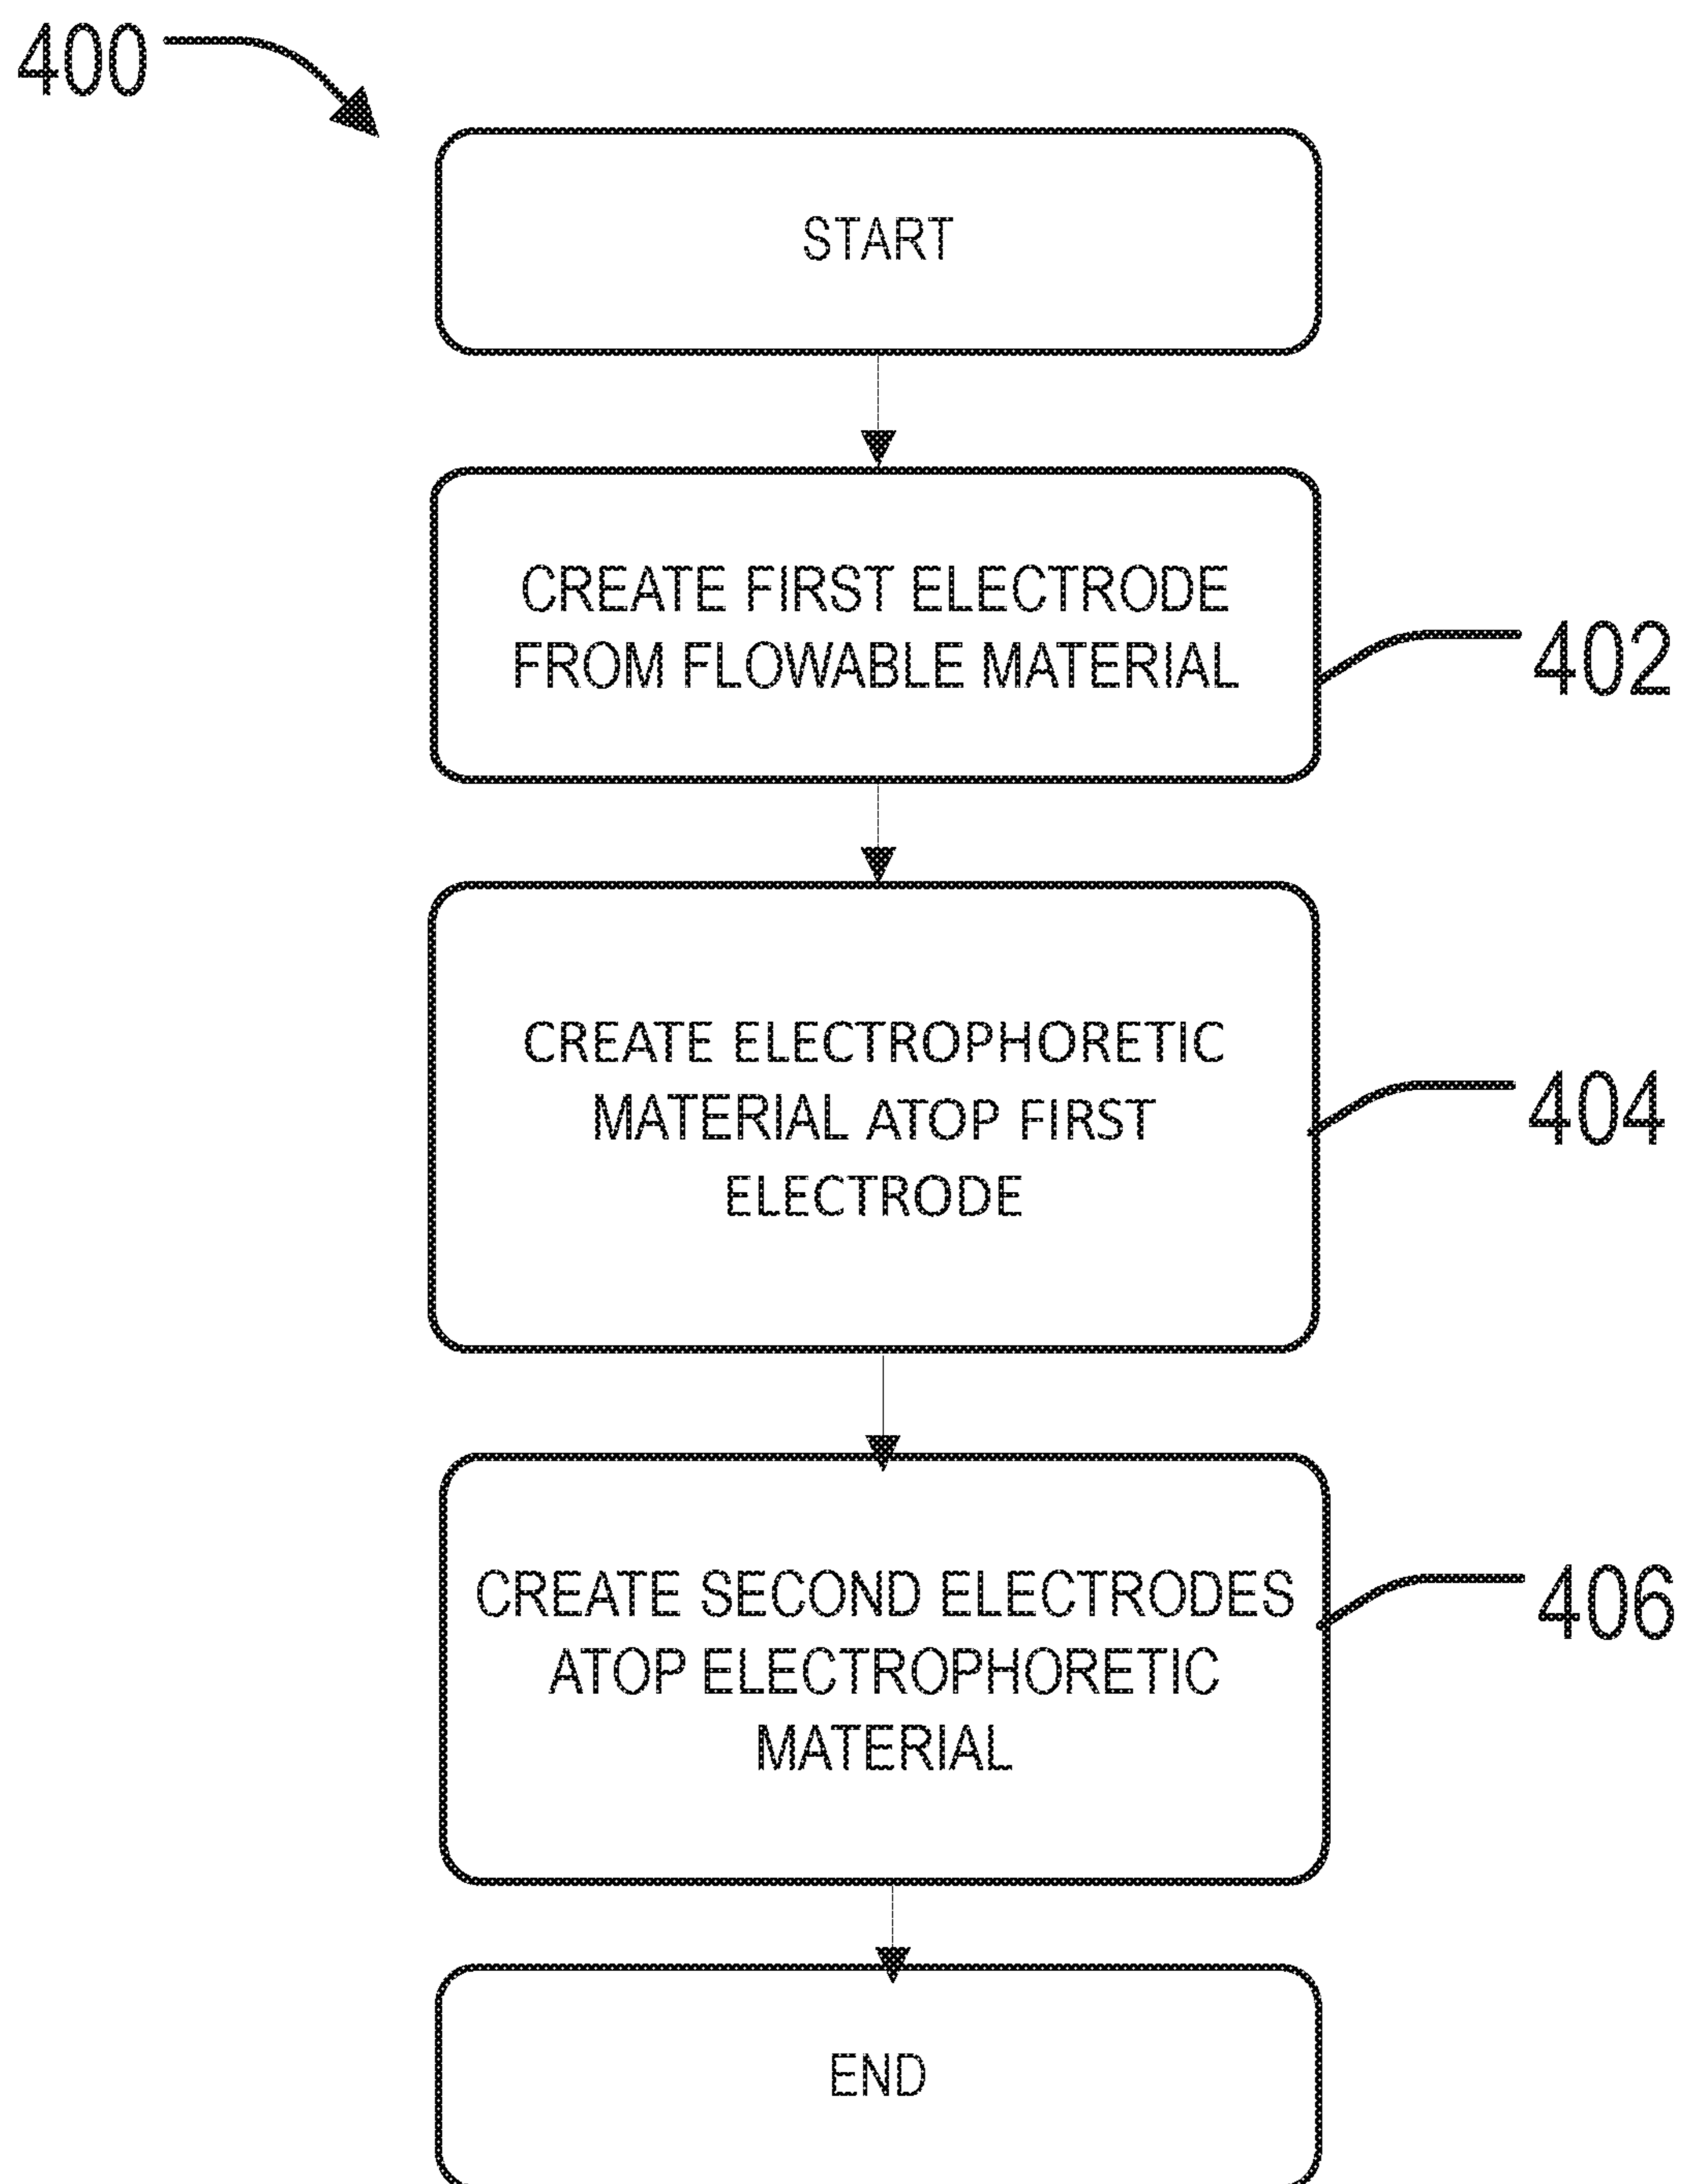 400
START
CREATE FIRST ELECTRODE
FROM FLOWABLE MATERIAL
402
CREATE ELECTROPHORETIC
MATERIAL ATOP FIRST
ELECTRODE
404
CREATE SECOND ELECTRODES
ATOP ELECTROPHORETIC
MATERIAL
406
END